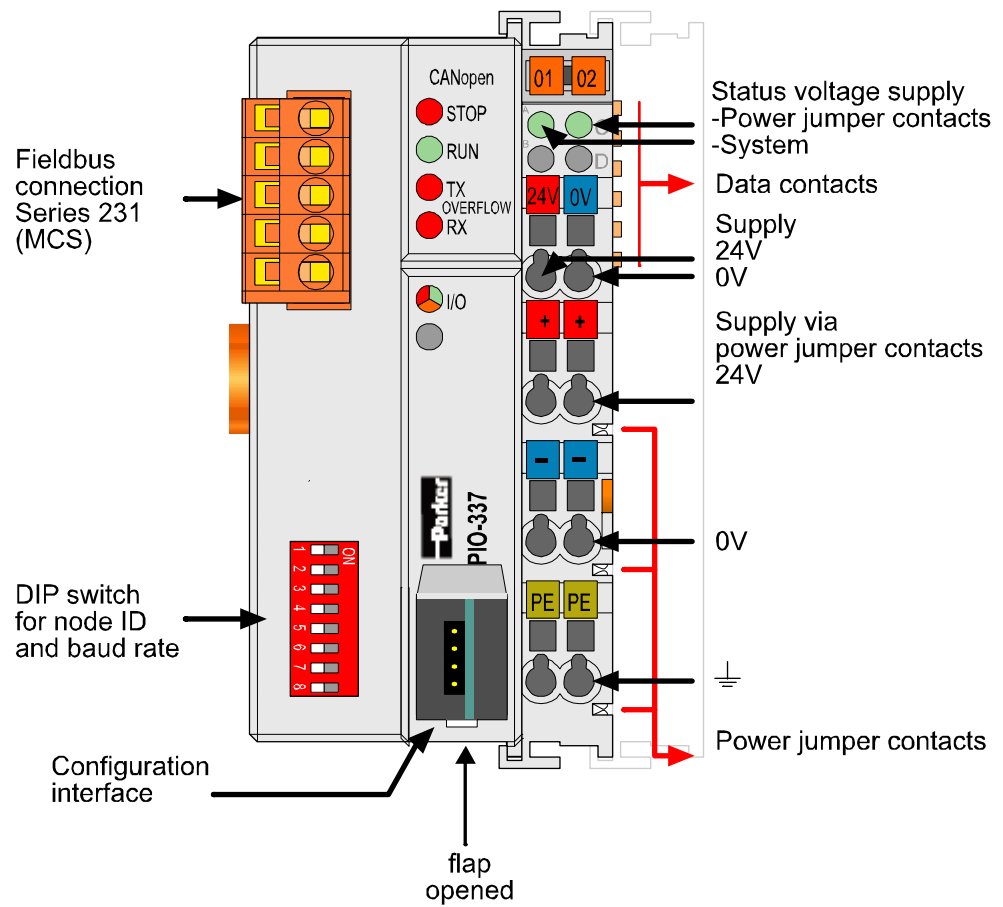 Fieldbus
connection
Series 231
(MCS)
DIP switch
for node ID
and baud rate
Configuration
interface
flap
opened
CANopen
STOP
RUN
TX
OVERFLOW
RX
I/O
Parker
PIO-337
ON
1
2
3
4
5
6
7
8
01 02
A
C
B
D
24V 0V
+ +
– –
PE PE
Status voltage supply
-Power jumper contacts
-System
Data contacts
Supply
24V
0V
Supply via
power jumper contacts
24V
0V
Power jumper contacts